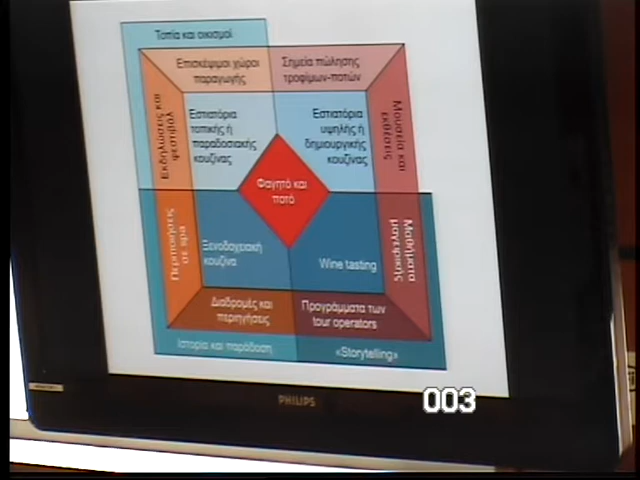 Τοπία και οικισμοί
Επισκέψιμοι χώροι
παραγωγής
Σημεία πώλησης
τροφίμων-ποτών
Εκδηλώσεις και
φεστιβάλ
Εστιατόρια
τοπικής ή
παραδοσιακής
κουζίνας
Εστιατόρια
υψηλής ή
δημιουργικής
κουζίνας
Μουσεία και
εκθέσεις
Φαγητό και
ποτό
Περιποιήσεις
σε spa
Ξενοδοχειακή
κουζίνα
Wine tasting
Μαθήματα
μαγειρικής
Διαδρομές και
περιηγήσεις
Προγράμματα των
tour operators
Ιστορία και παράδοση
«Storytelling»
PHILIPS
003